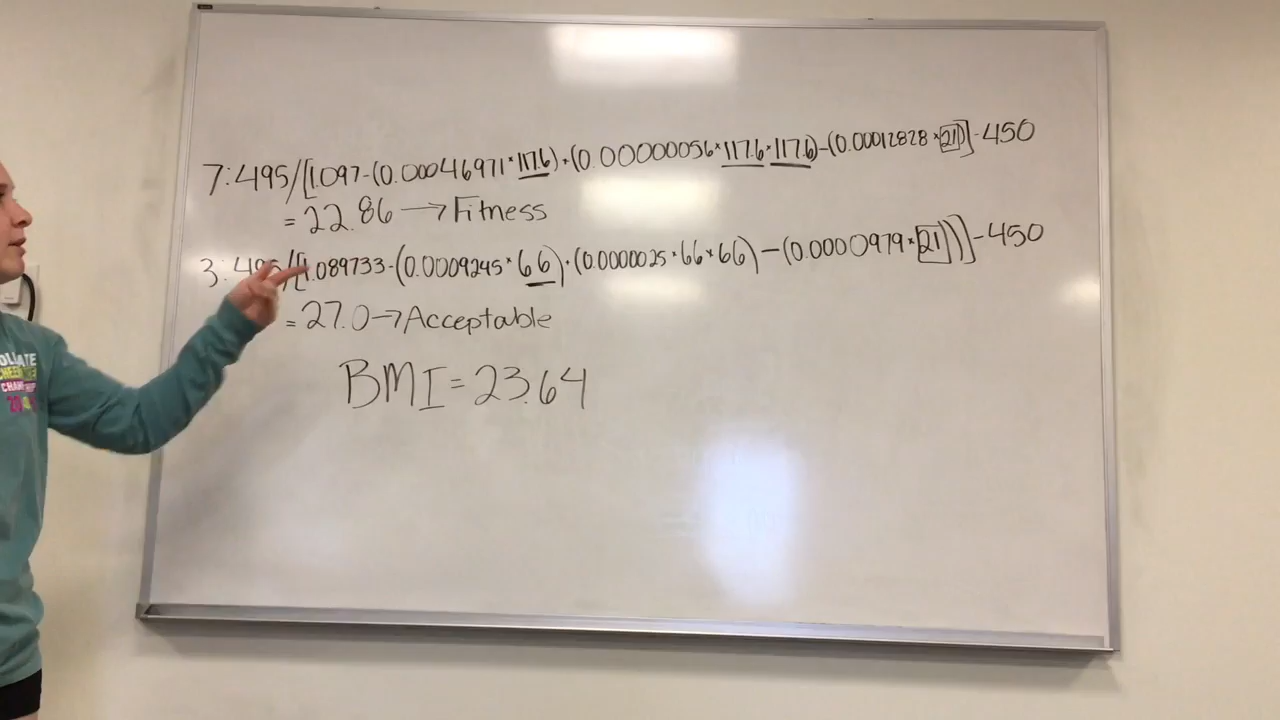 7:495/[1.097-(0.00046971*117.6)+(0.00000056*117.6*117.6)-(0.00012828*21)]-450
= 22.86 → Fitness
3:495/[1.089733-(0.0009245*66)+(0.0000025*66*66)-(0.0000979*21)))]-450
= 27.0 → Acceptable
BMI = 23.64